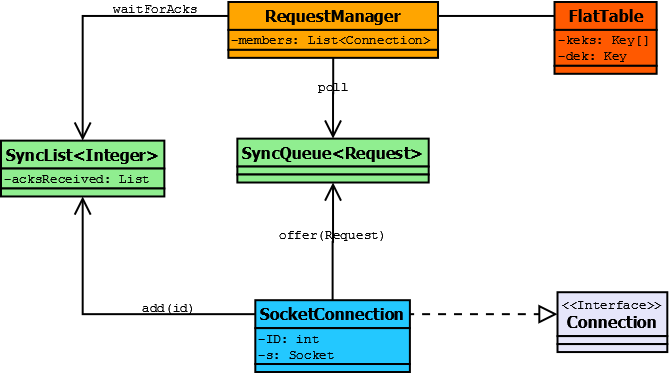 waitForAcks
RequestManager
-members: List<Connection>
FlatTable
-keks: Key[]
-dek: Key
poll
SyncList<Integer>
-acksReceived: List
SyncQueue<Request>
offer(Request)
add(id)
SocketConnection
-ID: int
-s: Socket
<<Interface>>
Connection